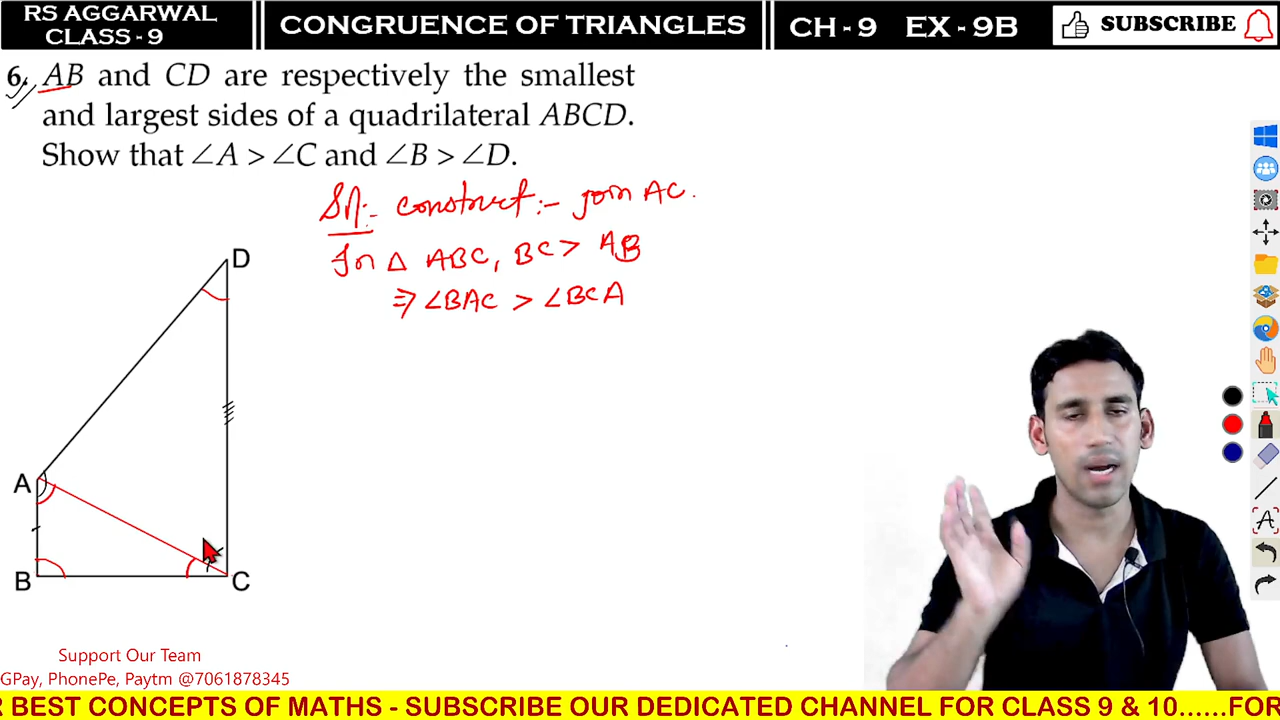 RS AGGARWAL
CLASS - 9
CONGRUENCE OF TRIANGLES
CH - 9 EX - 9B
SUBSCRIBE
6. AB and CD are respectively the smallest
and largest sides of a quadrilateral ABCD.
Show that ∠A > ∠C and ∠B > ∠D.
Sol:- construct:- join AC.
In Δ ABC, BC > AB
⇒ ∠BAC > ∠BCA
D
A
B
C
A
Support Our Team
GPay, PhonePe, Paytm @7061878345
R BEST CONCEPTS OF MATHS - SUBSCRIBE OUR DEDICATED CHANNEL FOR CLASS 9 & 10......FOR